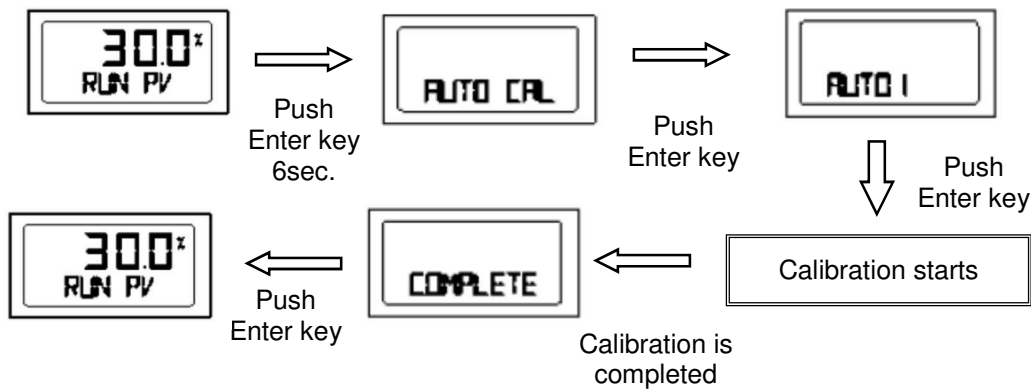 30.0%
RUN PV
Push
Enter key
6sec.
AUTO CAL
Push
Enter key
AUTO 1
Push
Enter key
Calibration starts
Calibration is
completed
COMPLETE
Push
Enter key
30.0%
RUN PV